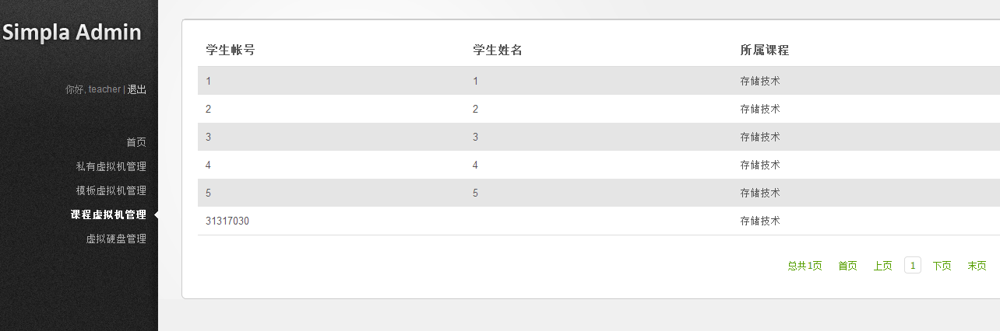 Simpla Admin
你好, teacher | 退出
首页
私有虚拟机管理
模板虚拟机管理
课程虚拟机管理
虚拟硬盘管理
学生帐号 学生姓名 所属课程
1 1 存储技术
2 2 存储技术
3 3 存储技术
4 4 存储技术
5 5 存储技术
31317030 存储技术
总共1页 首页 上页 1 下页 末页